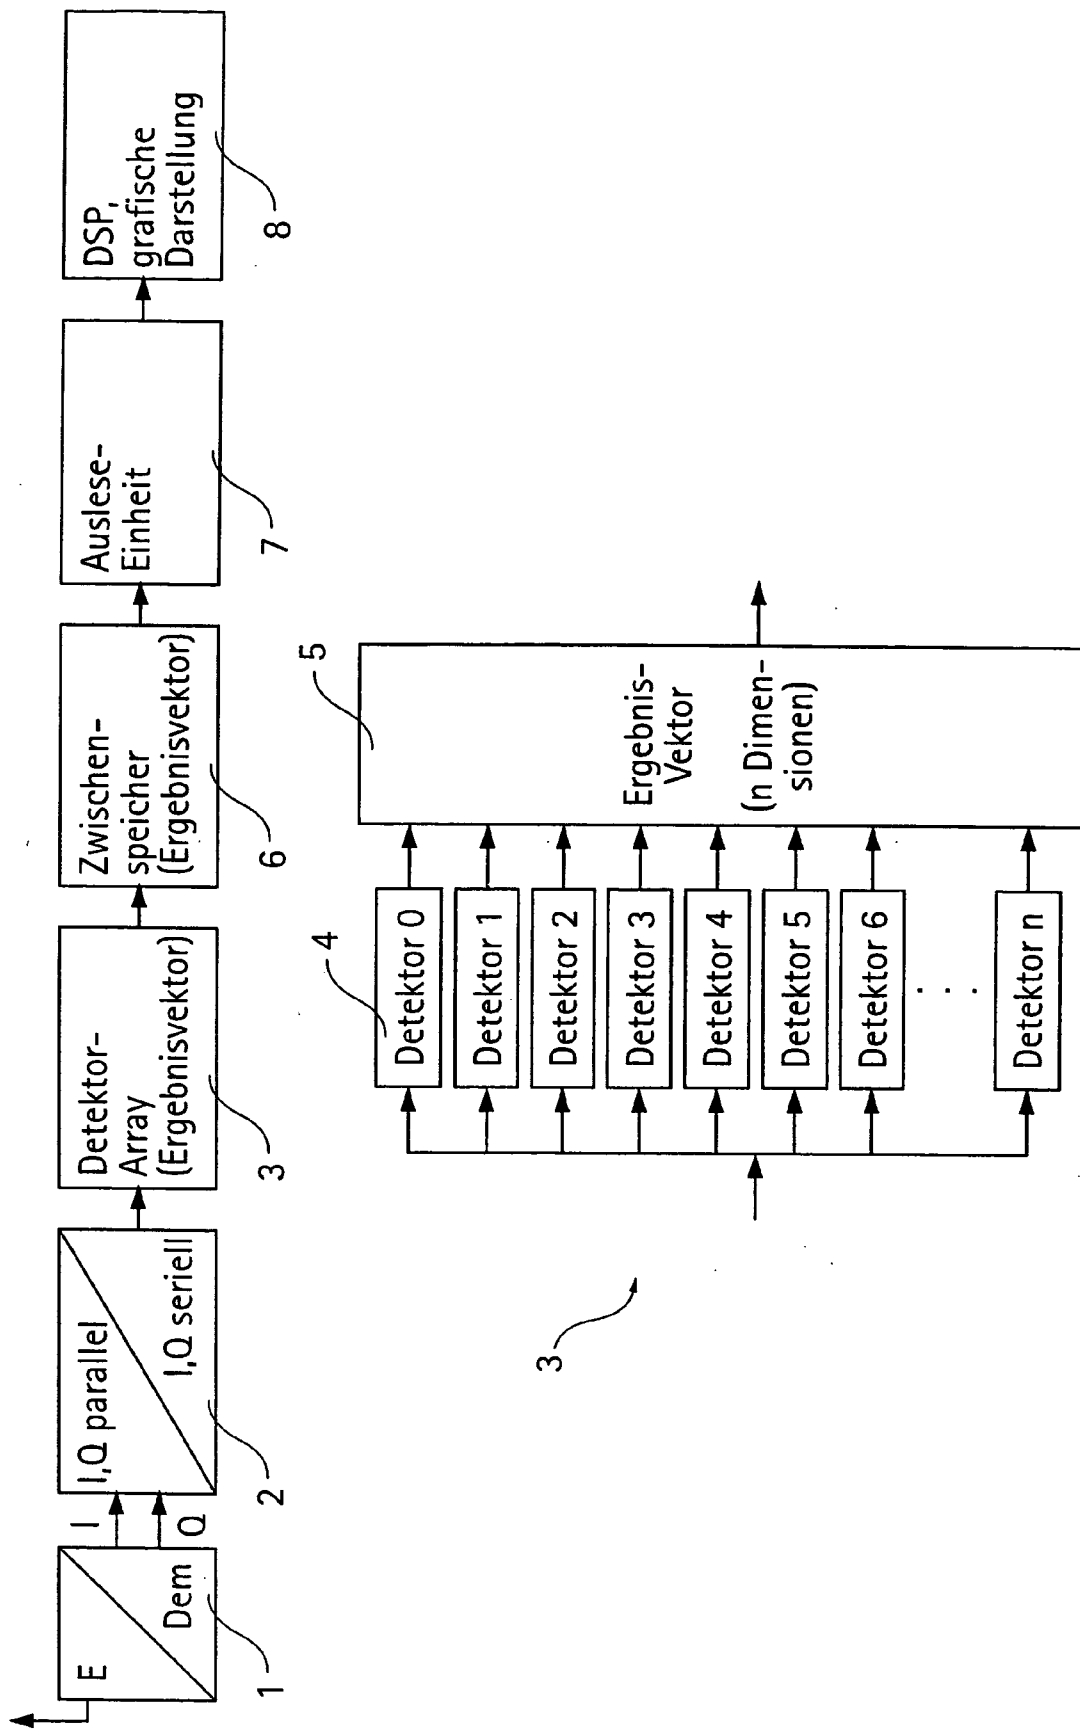 E
Dem
1
I
Q
I,Q parallel
I,Q seriell
2
Detektor-
Array
(Ergebnisvektor)
3
Zwischen-
speicher
(Ergebnisvektor)
6
Auslese-
Einheit
7
DSP,
grafische
Darstellung
8
3
4
Detektor 0
Detektor 1
Detektor 2
Detektor 3
Detektor 4
Detektor 5
Detektor 6
. . .
Detektor n
5
Ergebnis-
Vektor
(n Dimen-
sionen)